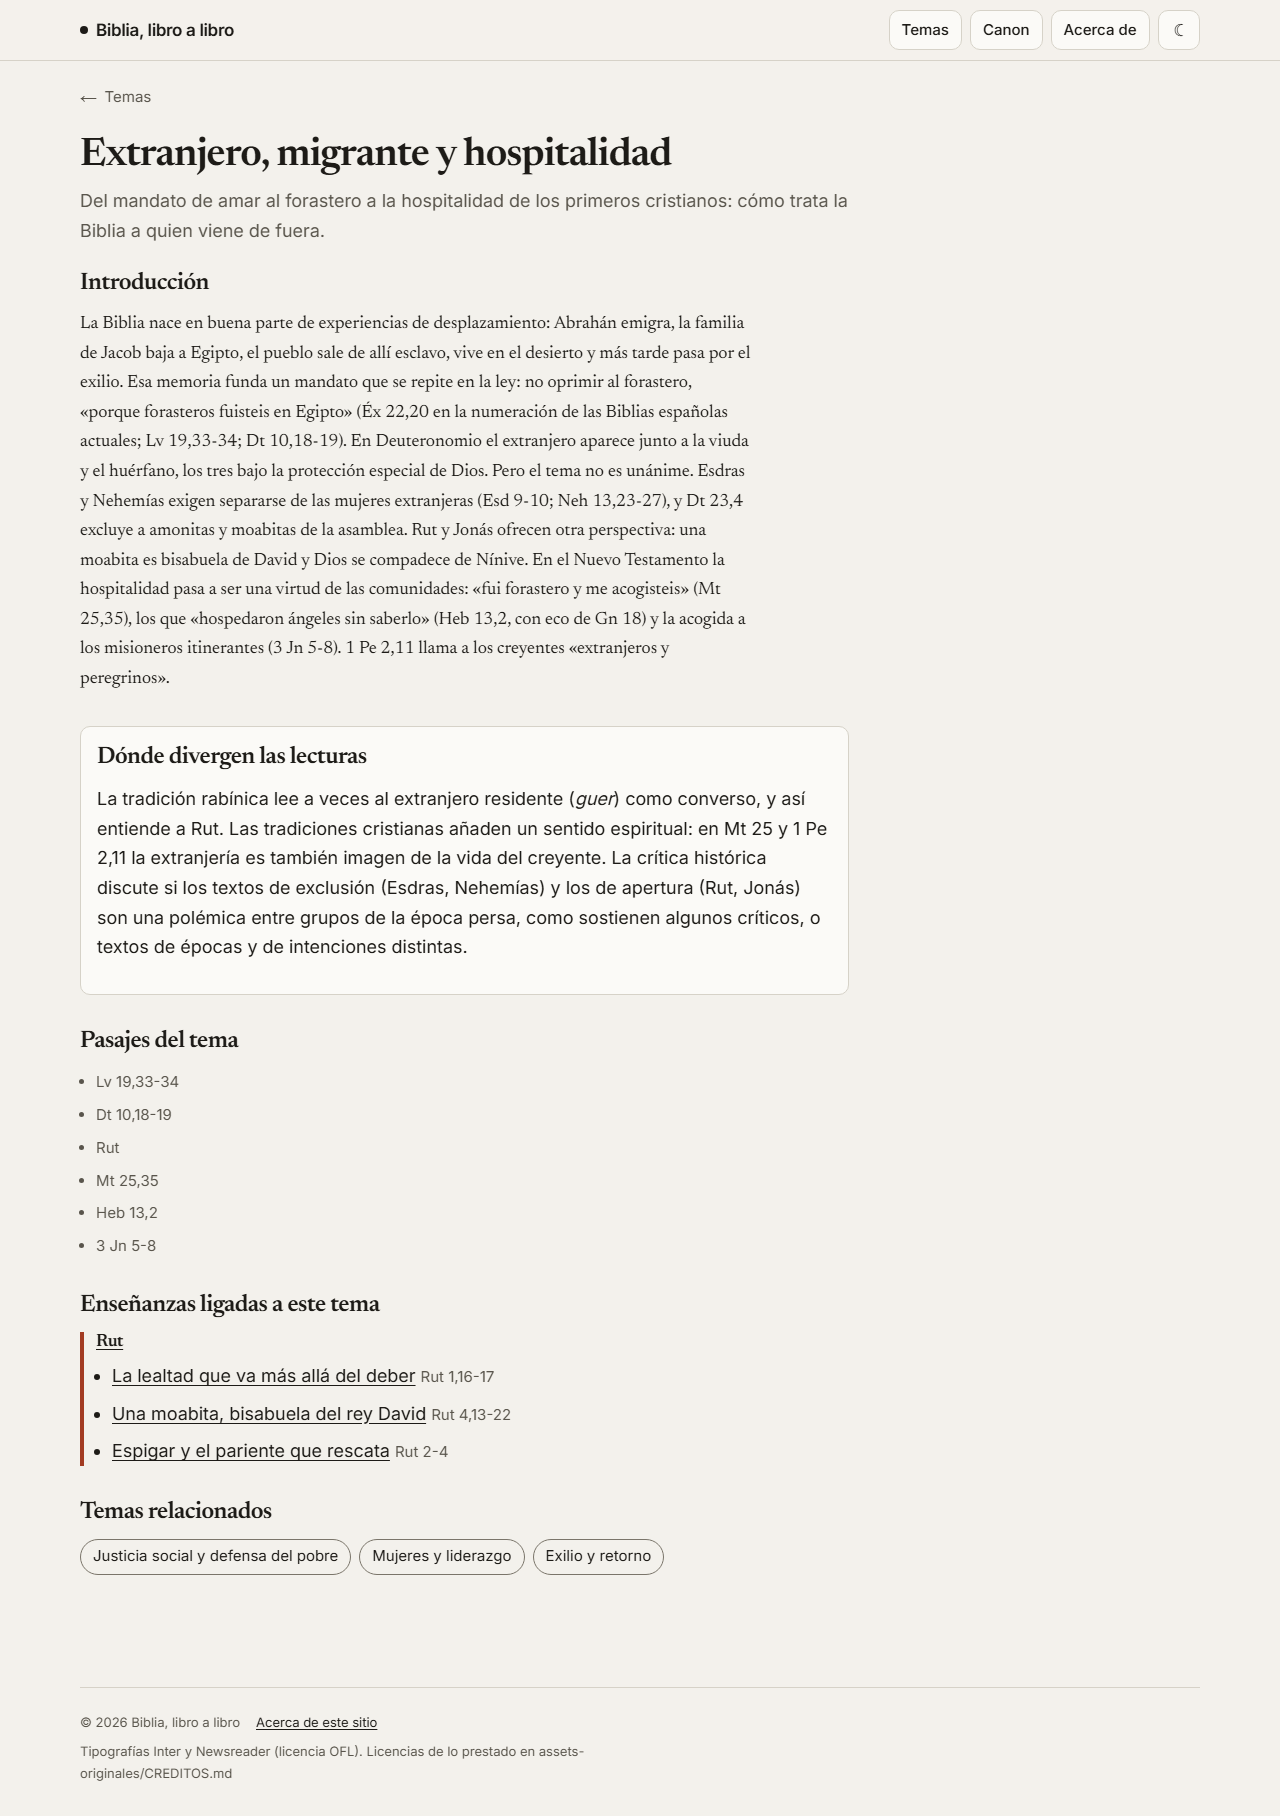 Biblia, libro a libro
Temas
Canon
Acerca de
← Temas
Extranjero, migrante y hospitalidad
Del mandato de amar al forastero a la hospitalidad de los primeros cristianos: cómo trata la
Biblia a quien viene de fuera.
Introducción
La Biblia nace en buena parte de experiencias de desplazamiento: Abrahán emigra, la familia
de Jacob baja a Egipto, el pueblo sale de allí esclavo, vive en el desierto y más tarde pasa por el
exilio. Esa memoria funda un mandato que se repite en la ley: no oprimir al forastero,
«porque forasteros fuisteis en Egipto» (Éx 22,20 en la numeración de las Biblias españolas
actuales; Lv 19,33-34; Dt 10,18-19). En Deuteronomio el extranjero aparece junto a la viuda
y el huérfano, los tres bajo la protección especial de Dios. Pero el tema no es unánime. Esdras
y Nehemías exigen separarse de las mujeres extranjeras (Esd 9-10; Neh 13,23-27), y Dt 23,4
excluye a amonitas y moabitas de la asamblea. Rut y Jonás ofrecen otra perspectiva: una
moabita es bisabuela de David y Dios se compadece de Nínive. En el Nuevo Testamento la
hospitalidad pasa a ser una virtud de las comunidades: «fui forastero y me acogisteis» (Mt
25,35), los que «hospedaron ángeles sin saberlo» (Heb 13,2, con eco de Gn 18) y la acogida a
los misioneros itinerantes (3 Jn 5-8). 1 Pe 2,11 llama a los creyentes «extranjeros y
peregrinos».
Dónde divergen las lecturas
La tradición rabínica lee a veces al extranjero residente (guer) como converso, y así
entiende a Rut. Las tradiciones cristianas añaden un sentido espiritual: en Mt 25 y 1 Pe
2,11 la extranjería es también imagen de la vida del creyente. La crítica histórica
discute si los textos de exclusión (Esdras, Nehemías) y los de apertura (Rut, Jonás)
son una polémica entre grupos de la época persa, como sostienen algunos críticos, o
textos de épocas y de intenciones distintas.
Pasajes del tema
• Lv 19,33-34
• Dt 10,18-19
• Rut
• Mt 25,35
• Heb 13,2
• 3 Jn 5-8
Enseñanzas ligadas a este tema
Rut
• La lealtad que va más allá del deber Rut 1,16-17
• Una moabita, bisabuela del rey David Rut 4,13-22
• Espigar y el pariente que rescata Rut 2-4
Temas relacionados
Justicia social y defensa del pobre
Mujeres y liderazgo
Exilio y retorno
© 2026 Biblia, libro a libro Acerca de este sitio
Tipografías Inter y Newsreader (licencia OFL). Licencias de lo prestado en assets-
originales/CREDITOS.md